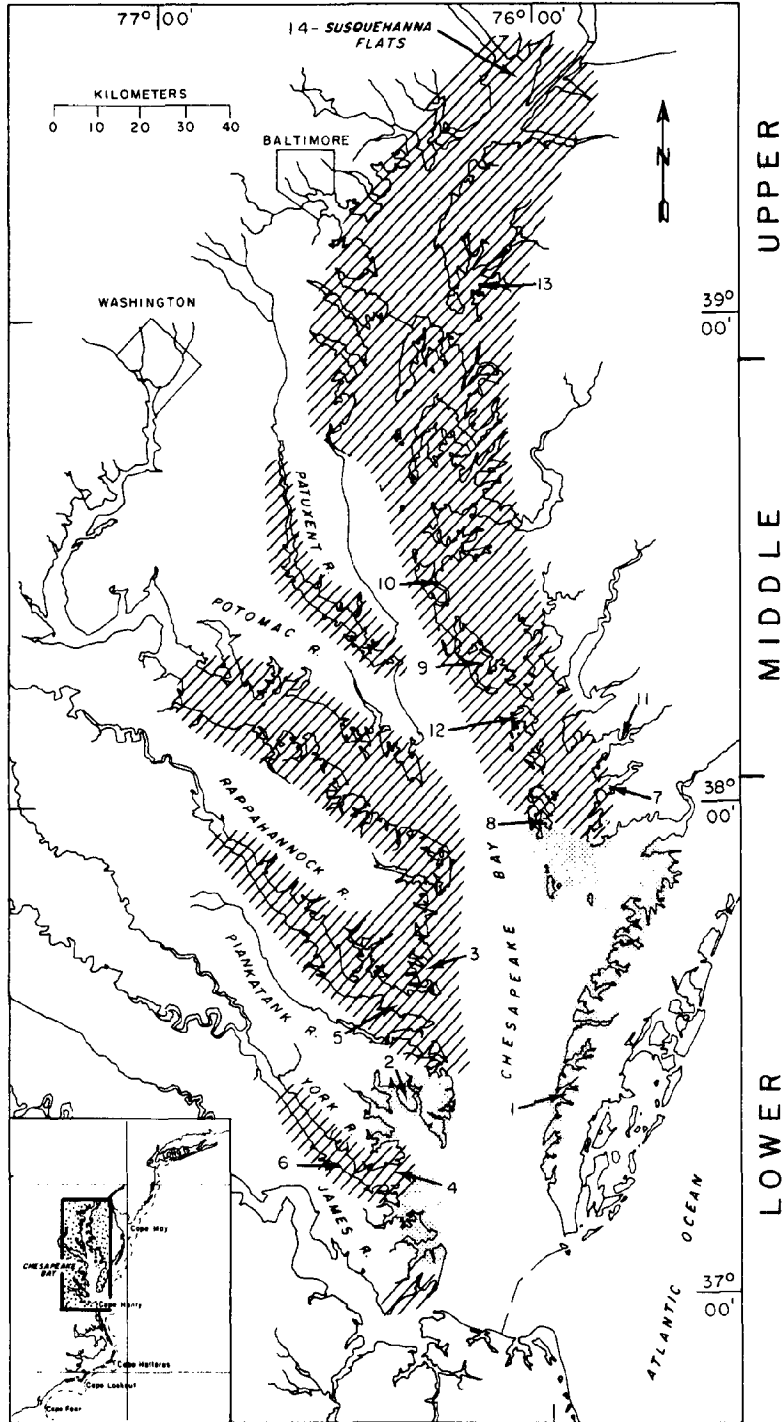 77°00'
76°00'
14- SUSQUEHANNA
FLATS
KILOMETERS
0 10 20 30 40
BALTIMORE
N
UPPER
13
WASHINGTON
39°
00'
PATUXENT R.
10
POTOMAC R.
9
MIDDLE
12
11
7
38°
00'
8
RAPPAHANNOCK R.
CHESAPEAKE BAY
3
PIANKATANK R.
5
2
1
YORK R.
6
4
JAMES R.
LOWER
ATLANTIC OCEAN
37°
00'
Cape May
CHESAPEAKE
BAY
Cape Henry
Cape Hatteras
Cape Lookout
Cape Fear